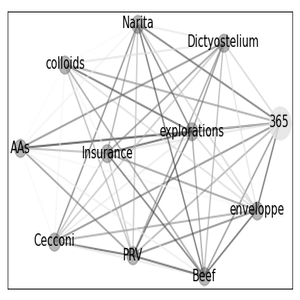 Narita
Dictyostelium
colloids
365
explorations
AAs
Insurance
enveloppe
Cecconi
PRV
Beef